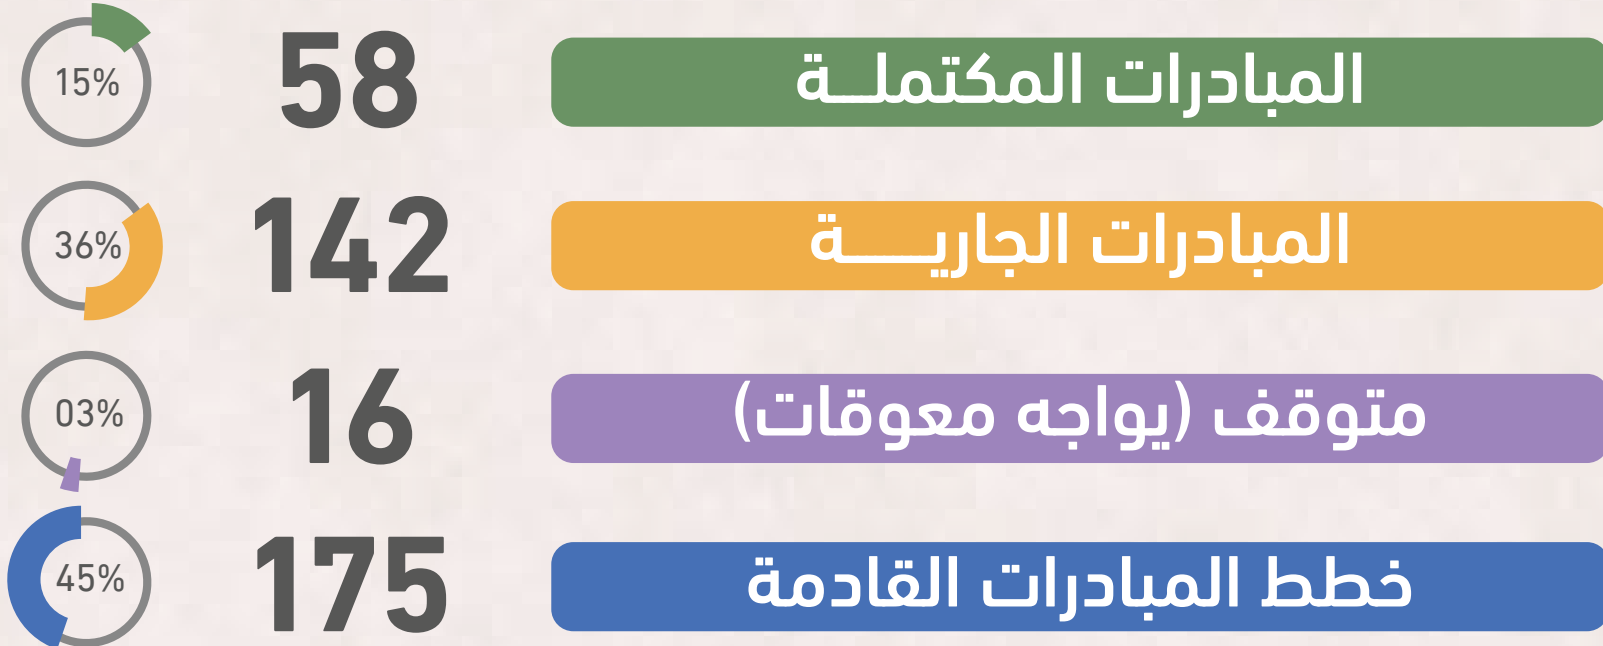 المبادرات المكتملـــة
58
15%
المبادرات الجاريـــــة
142
36%
متوقف (يواجه معوقات)
16
03%
خطط المبادرات القادمة
175
45%